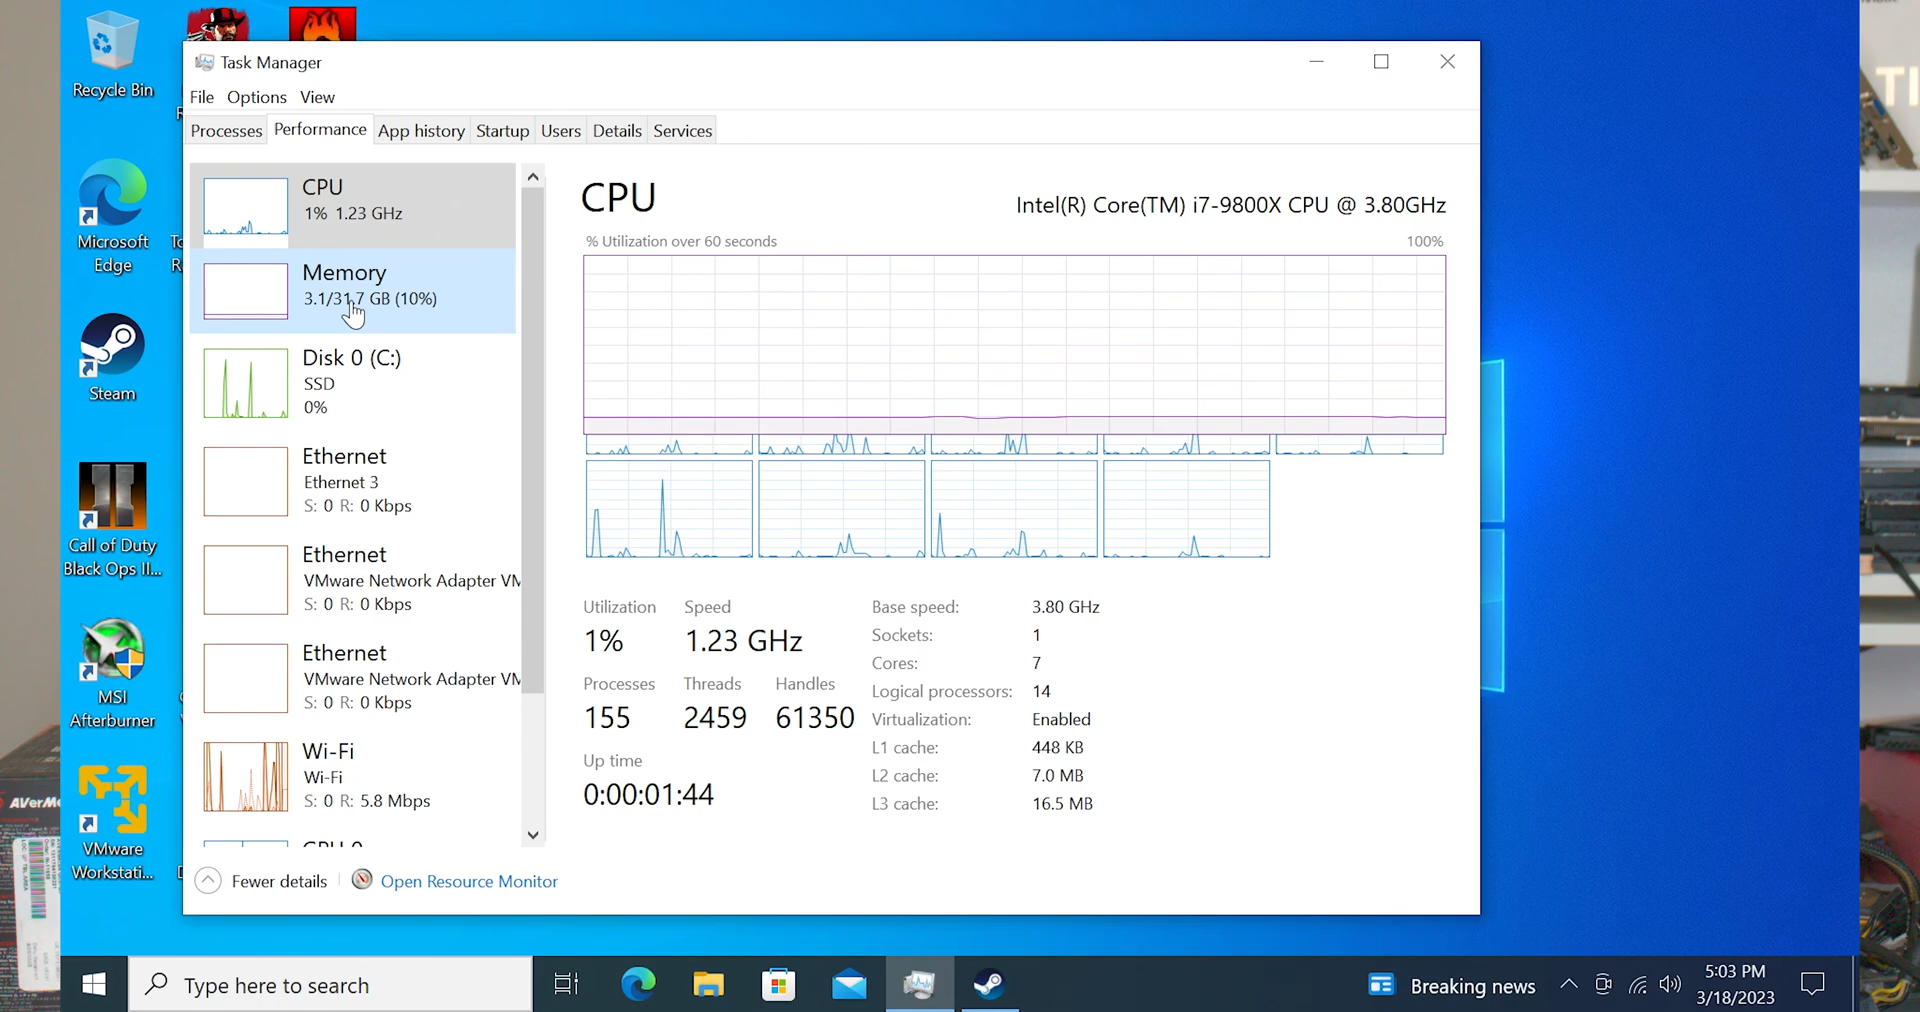 Recycle Bin
Microsoft
Edge
Steam
Call of Duty
Black Ops II...
MSI
Afterburner
VMware
Workstati...
Task Manager
File Options View
Processes Performance App history Startup Users Details Services
CPU
1% 1.23 GHz
Memory
3.1/31.7 GB (10%)
Disk 0 (C:)
SSD
0%
Ethernet
Ethernet 3
S: 0 R: 0 Kbps
Ethernet
VMware Network Adapter VM
S: 0 R: 0 Kbps
Ethernet
VMware Network Adapter VM
S: 0 R: 0 Kbps
Wi-Fi
Wi-Fi
S: 0 R: 5.8 Mbps
GPU 0
CPU
Intel(R) Core(TM) i7-9800X CPU @ 3.80GHz
% Utilization over 60 seconds 100%
Utilization Speed
1% 1.23 GHz
Processes Threads Handles
155 2459 61350
Up time
0:00:01:44
Base speed: 3.80 GHz
Sockets: 1
Cores: 7
Logical processors: 14
Virtualization: Enabled
L1 cache: 448 KB
L2 cache: 7.0 MB
L3 cache: 16.5 MB
Fewer details
Open Resource Monitor
Type here to search
Breaking news
5:03 PM
3/18/2023
AVerMe
TI